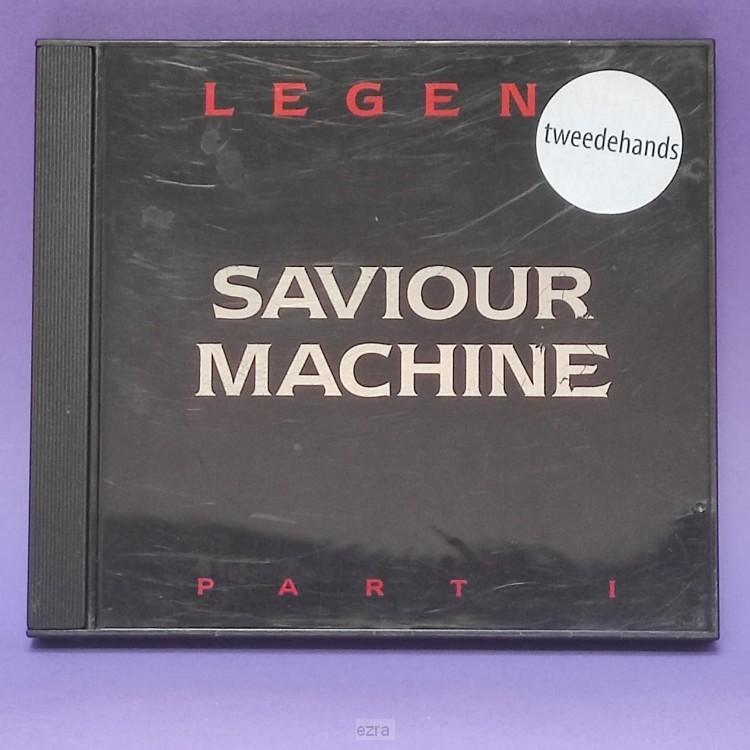 LEGEN
tweedehands
SAVIOUR
MACHINE
PART I
ezra